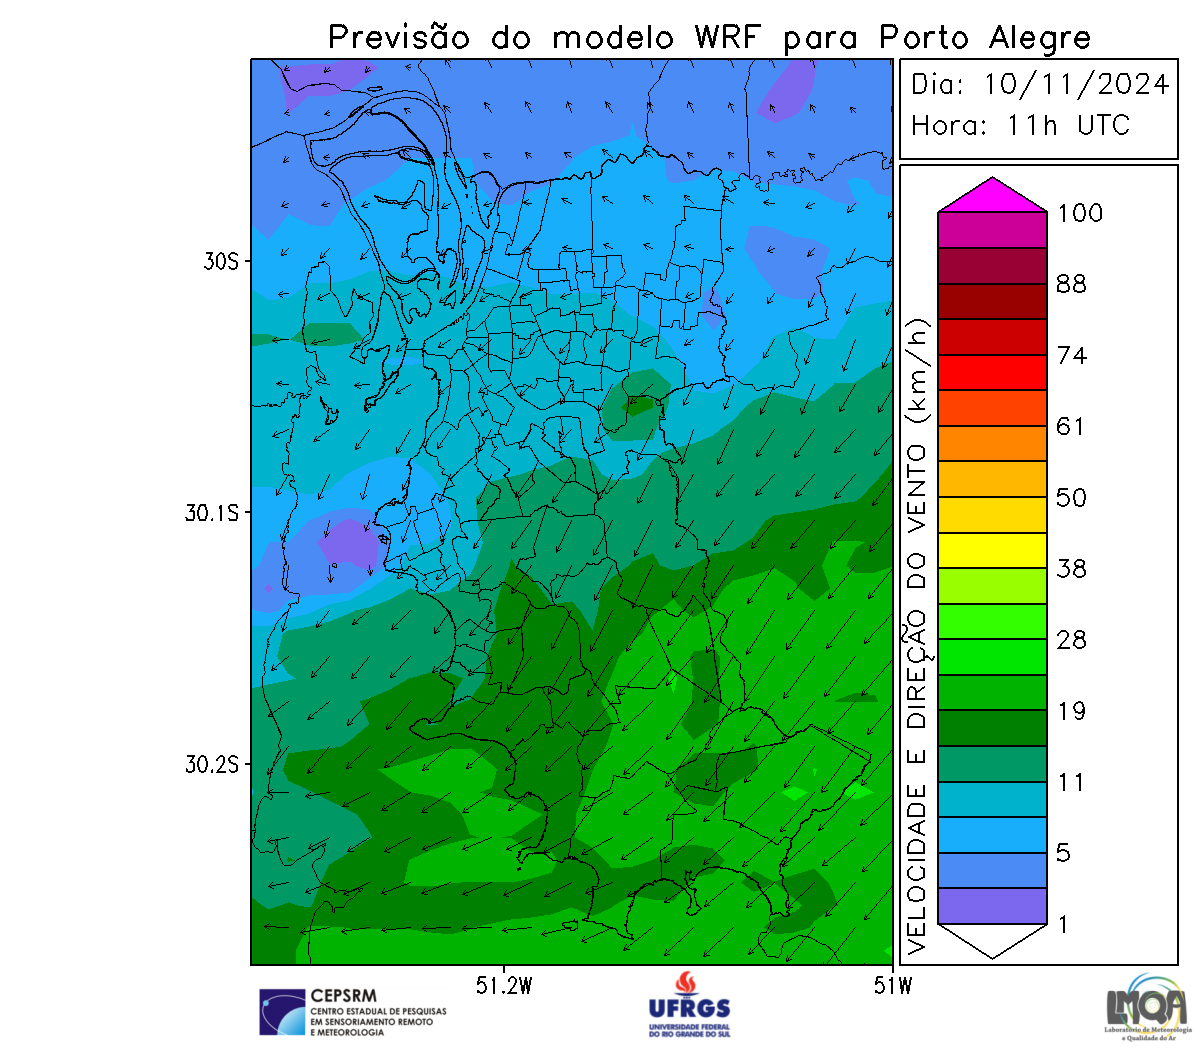 Previsão do modelo WRF para Porto Alegre
Dia: 10/11/2024
Hora: 11h UTC
100
88
74
61
50
38
28
19
11
5
1
VELOCIDADE E DIREÇÃO DO VENTO (km/h)
30S
30.1S
30.2S
51.2W
51W
CEPSRM
CENTRO ESTADUAL DE PESQUISAS
EM SENSORIAMENTO REMOTO
E METEOROLOGIA
UFRGS
UNIVERSIDADE FEDERAL
DO RIO GRANDE DO SUL
LMQA
Laboratório de Meteorologia
e Qualidade do Ar